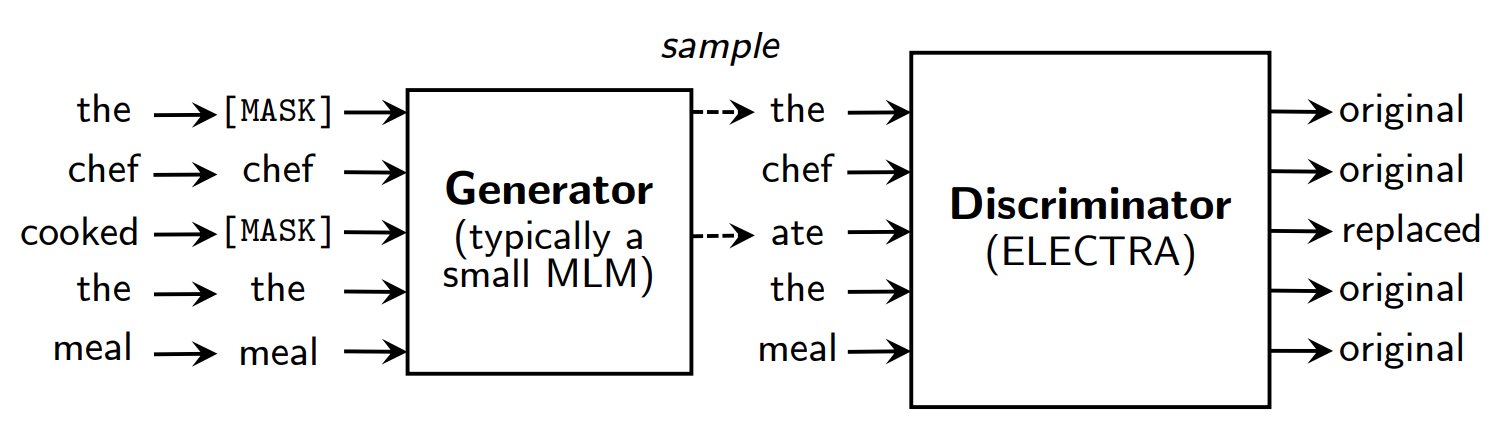 sample
the [MASK] the original
chef chef chef original
cooked [MASK] ate replaced
the the the original
meal meal meal original
Generator
(typically a
small MLM)
Discriminator
(ELECTRA)